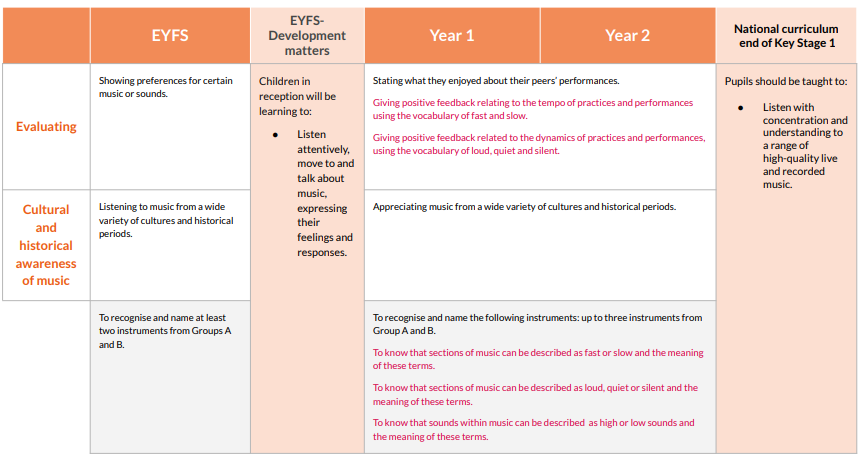 EYFS
EYFS-
Development
matters
Year 1
Year 2
National curriculum
end of Key Stage 1
Evaluating
Showing preferences for certain
music or sounds.
Children in
reception will be
learning to:
● Listen
attentively,
move to and
talk about
music,
expressing
their
feelings and
responses.
Stating what they enjoyed about their peers' performances.
Giving positive feedback relating to the tempo of practices and performances
using the vocabulary of fast and slow.
Giving positive feedback related to the dynamics of practices and performances,
using the vocabulary of loud, quiet and silent.
Pupils should be taught to:
● Listen with
concentration and
understanding to
a range of
high-quality live
and recorded
music.
Cultural
and
historical
awareness
of music
Listening to music from a wide
variety of cultures and historical
periods.
Appreciating music from a wide variety of cultures and historical periods.
To recognise and name at least
two instruments from Groups A
and B.
To recognise and name the following instruments: up to three instruments from
Group A and B.
To know that sections of music can be described as fast or slow and the meaning
of these terms.
To know that sections of music can be described as loud, quiet or silent and the
meaning of these terms.
To know that sounds within music can be described as high or low sounds and
the meaning of these terms.